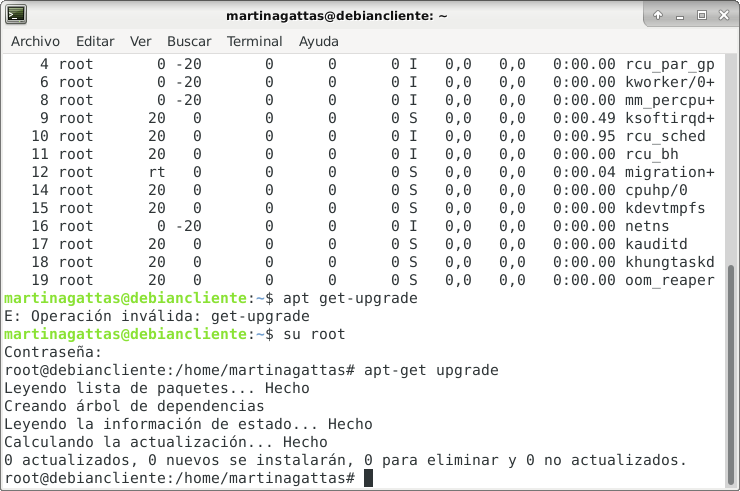 martinagattas@debiancliente: ~
Archivo Editar Ver Buscar Terminal Ayuda
4 root 0 -20 0 0 0 I 0,0 0,0 0:00.00 rcu_par_gp
6 root 0 -20 0 0 0 I 0,0 0,0 0:00.00 kworker/0+
8 root 0 -20 0 0 0 I 0,0 0,0 0:00.00 mm_percpu+
9 root 20 0 0 0 0 S 0,0 0,0 0:00.49 ksoftirqd+
10 root 20 0 0 0 0 I 0,0 0,0 0:00.95 rcu_sched
11 root 20 0 0 0 0 I 0,0 0,0 0:00.00 rcu_bh
12 root rt 0 0 0 0 S 0,0 0,0 0:00.04 migration+
14 root 20 0 0 0 0 S 0,0 0,0 0:00.00 cpuhp/0
15 root 20 0 0 0 0 S 0,0 0,0 0:00.00 kdevtmpfs
16 root 0 -20 0 0 0 I 0,0 0,0 0:00.00 netns
17 root 20 0 0 0 0 S 0,0 0,0 0:00.00 kauditd
18 root 20 0 0 0 0 S 0,0 0,0 0:00.00 khungtaskd
19 root 20 0 0 0 0 S 0,0 0,0 0:00.00 oom_reaper
martinagattas@debiancliente:~$ apt get-upgrade
E: Operación inválida: get-upgrade
martinagattas@debiancliente:~$ su root
Contraseña:
root@debiancliente:/home/martinagattas# apt-get upgrade
Leyendo lista de paquetes... Hecho
Creando árbol de dependencias
Leyendo la información de estado... Hecho
Calculando la actualización... Hecho
0 actualizados, 0 nuevos se instalarán, 0 para eliminar y 0 no actualizados.
root@debiancliente:/home/martinagattas#